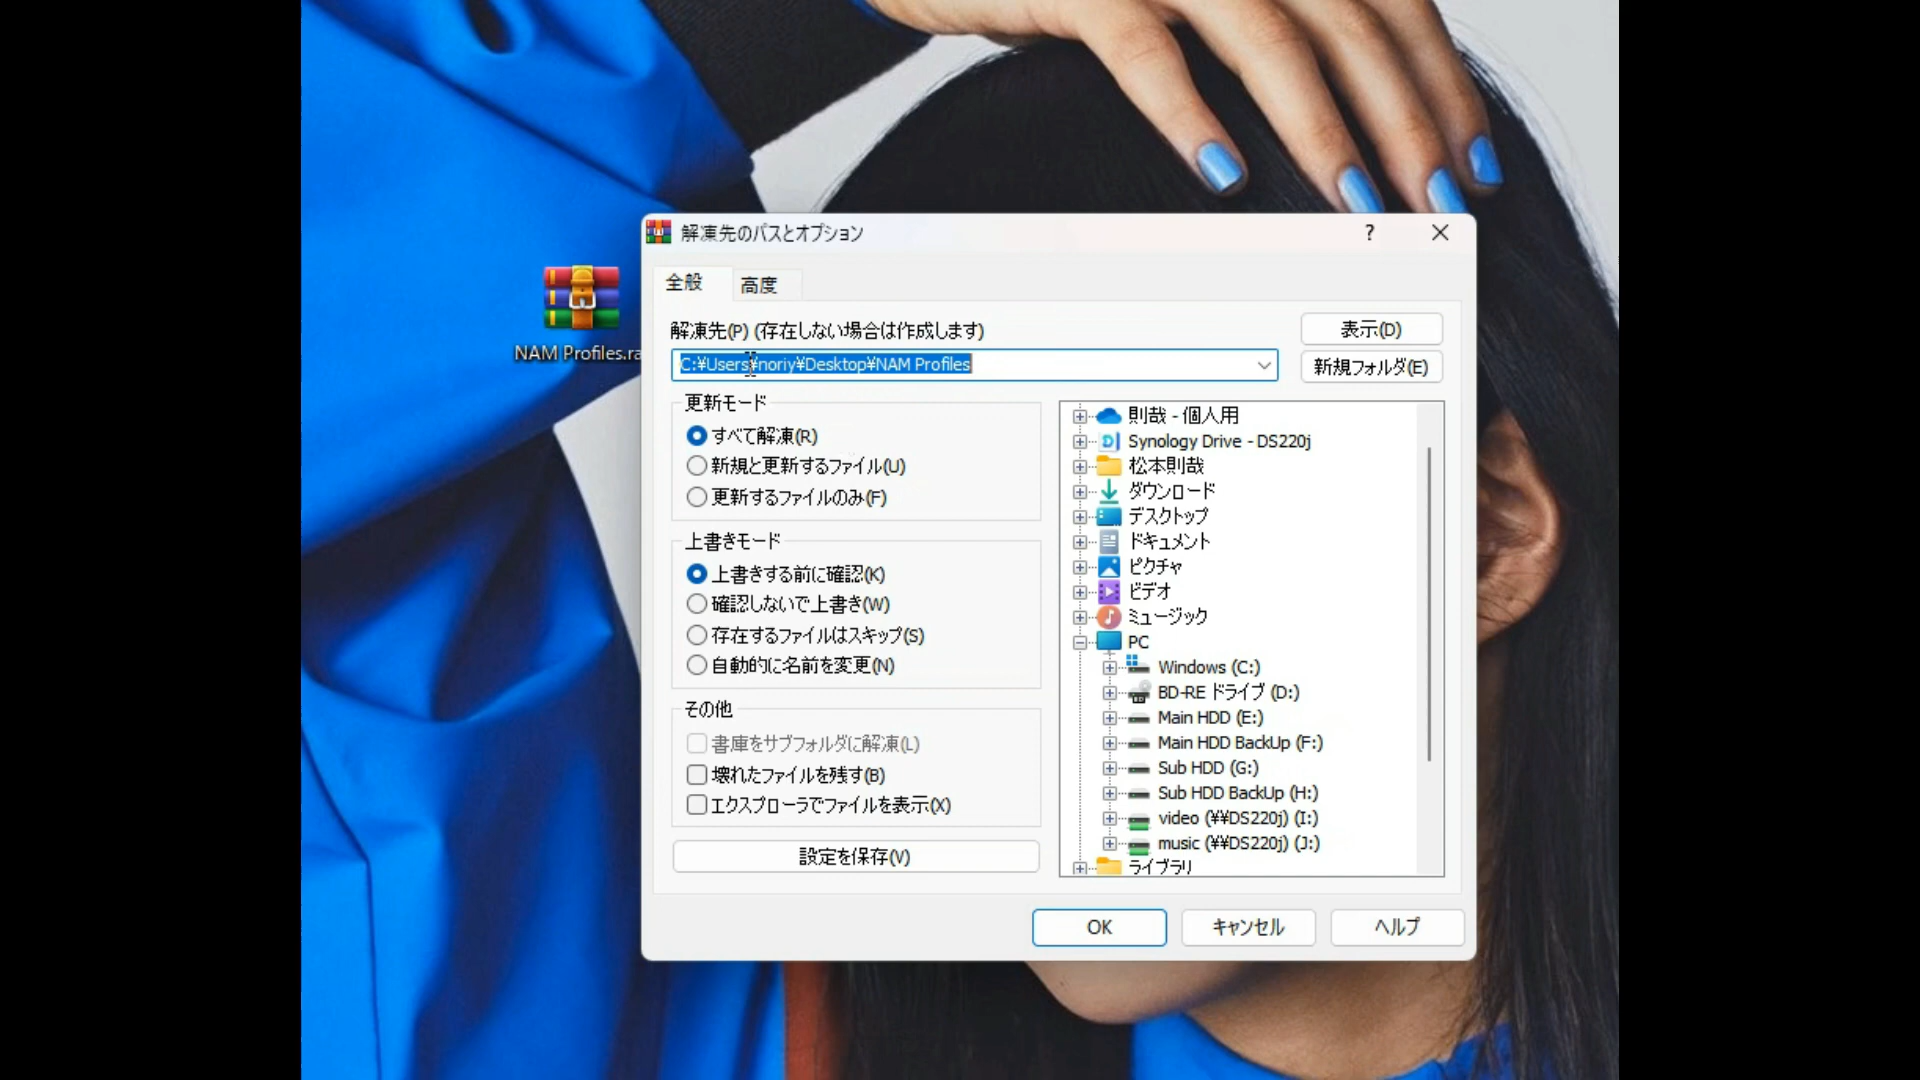 NAM Profiles.ra
解凍先のパスとオプション
?
全般
高度
解凍先(P) (存在しない場合は作成します)
表示(D)
C:¥Users¥noriy¥Desktop¥NAM Profiles
新規フォルダ(E)
更新モード
すべて解凍(R)
新規と更新するファイル(U)
更新するファイルのみ(F)
上書きモード
上書きする前に確認(K)
確認しないで上書き(W)
存在するファイルはスキップ(S)
自動的に名前を変更(N)
その他
書庫をサブフォルダに解凍(L)
壊れたファイルを残す(B)
エクスプローラでファイルを表示(X)
設定を保存(V)
則哉 - 個人用
Synology Drive - DS220j
松本則哉
ダウンロード
デスクトップ
ドキュメント
ピクチャ
ビデオ
ミュージック
PC
Windows (C:)
BD-RE ドライブ (D:)
Main HDD (E:)
Main HDD BackUp (F:)
Sub HDD (G:)
Sub HDD BackUp (H:)
video (¥¥DS220j) (I:)
music (¥¥DS220j) (J:)
ライブラリ
OK
キャンセル
ヘルプ